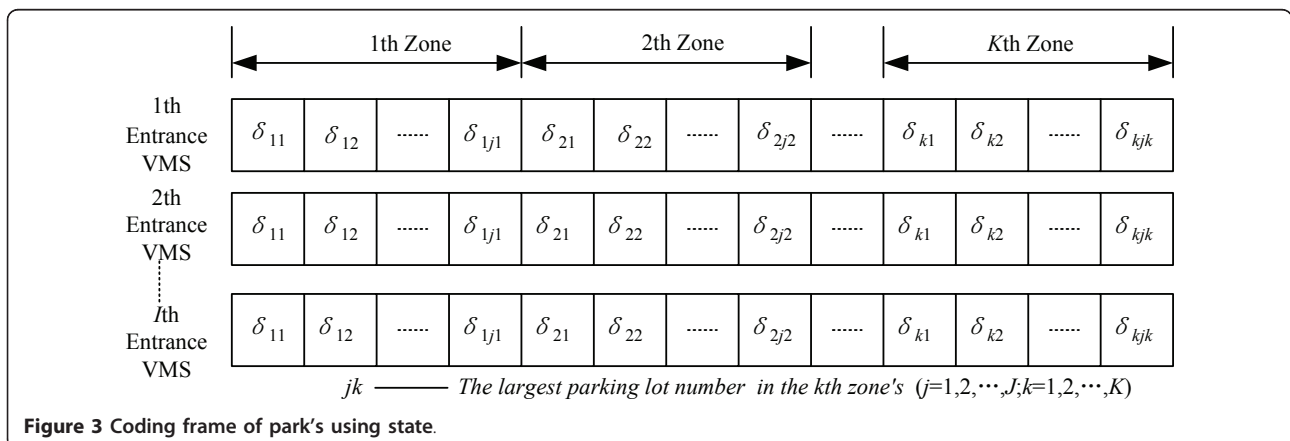 1th Zone 2th Zone Kth Zone
1th
Entrance
VMS
δ11 δ12 ...... δ1j1 δ21 δ22 ...... δ2j2 ...... δk1 δk2 ...... δkjk
2th
Entrance
VMS
δ11 δ12 ...... δ1j1 δ21 δ22 ...... δ2j2 ...... δk1 δk2 ...... δkjk
Ith
Entrance
VMS
δ11 δ12 ...... δ1j1 δ21 δ22 ...... δ2j2 ...... δk1 δk2 ...... δkjk
jk —— The largest parking lot number in the kth zone's (j=1,2,⋯,J;k=1,2,⋯,K)
Figure 3 Coding frame of park's using state.